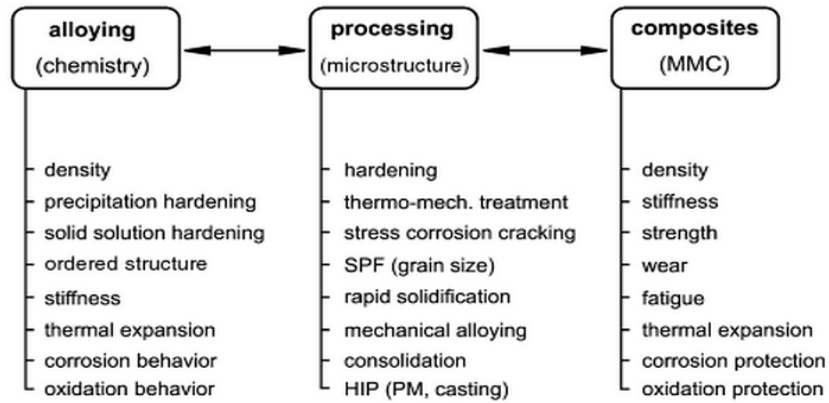 alloying
(chemistry)
processing
(microstructure)
composites
(MMC)
density
precipitation hardening
solid solution hardening
ordered structure
stiffness
thermal expansion
corrosion behavior
oxidation behavior
hardening
thermo-mech. treatment
stress corrosion cracking
SPF (grain size)
rapid solidification
mechanical alloying
consolidation
HIP (PM, casting)
density
stiffness
strength
wear
fatigue
thermal expansion
corrosion protection
oxidation protection